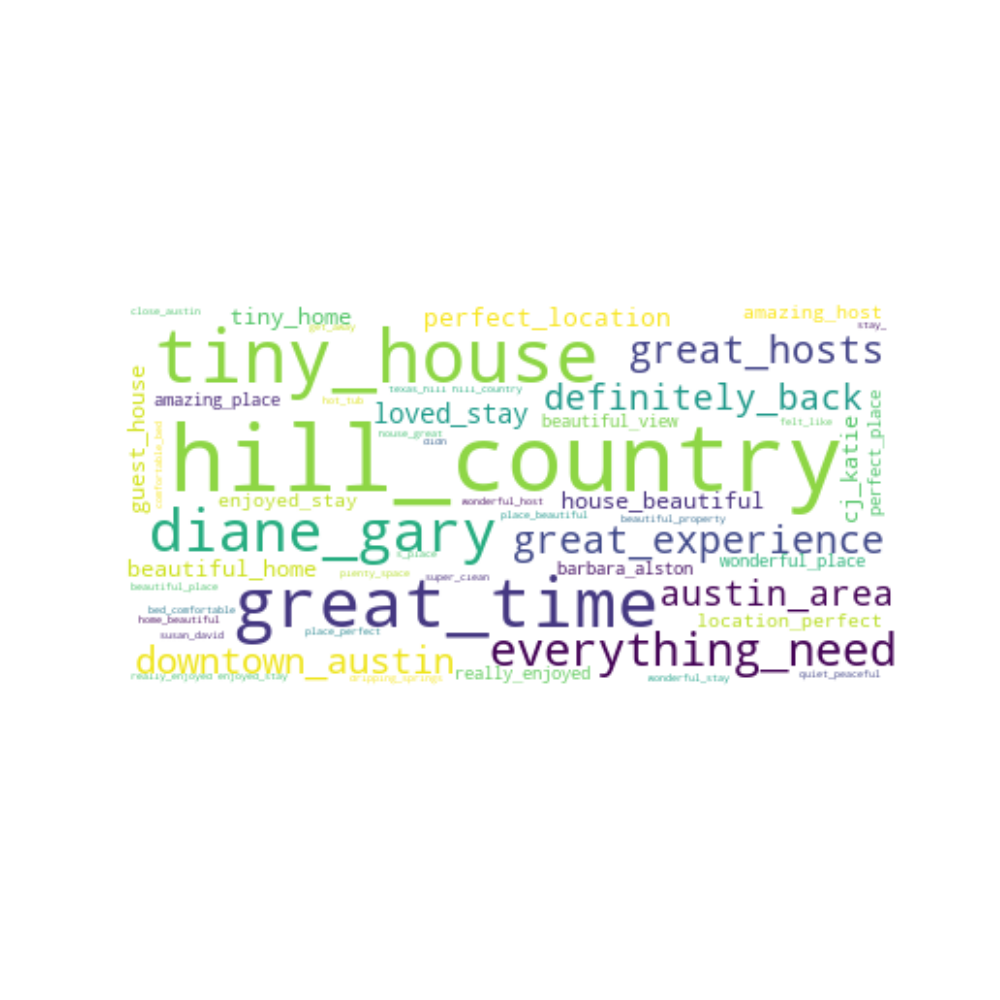 close_austin
tiny_home
perfect_location
amazing_host
get_away
stay_
tiny_house
great_hosts
texas_hill hill_country
definitely_back
amazing_place
hot_tub
loved_stay
beautiful_view
felt_like
guest_house
comfortable_bed
house_great
cj_katie
perfect_place
hill_country
enjoyed_stay
wonderful_host
house_beautiful
diane_gary
place_beautiful
beautiful_property
great_experience
s_place
wonderful_place
beautiful_home
plenty_space
super_clean
barbara_alston
beautiful_place
great_time
austin_area
bed_comfortable
home_beautiful
location_perfect
susan_david
place_perfect
everything_need
downtown_austin
really_enjoyed
really_enjoyed enjoyed_stay
dripping_springs
wonderful_stay
quiet_peaceful